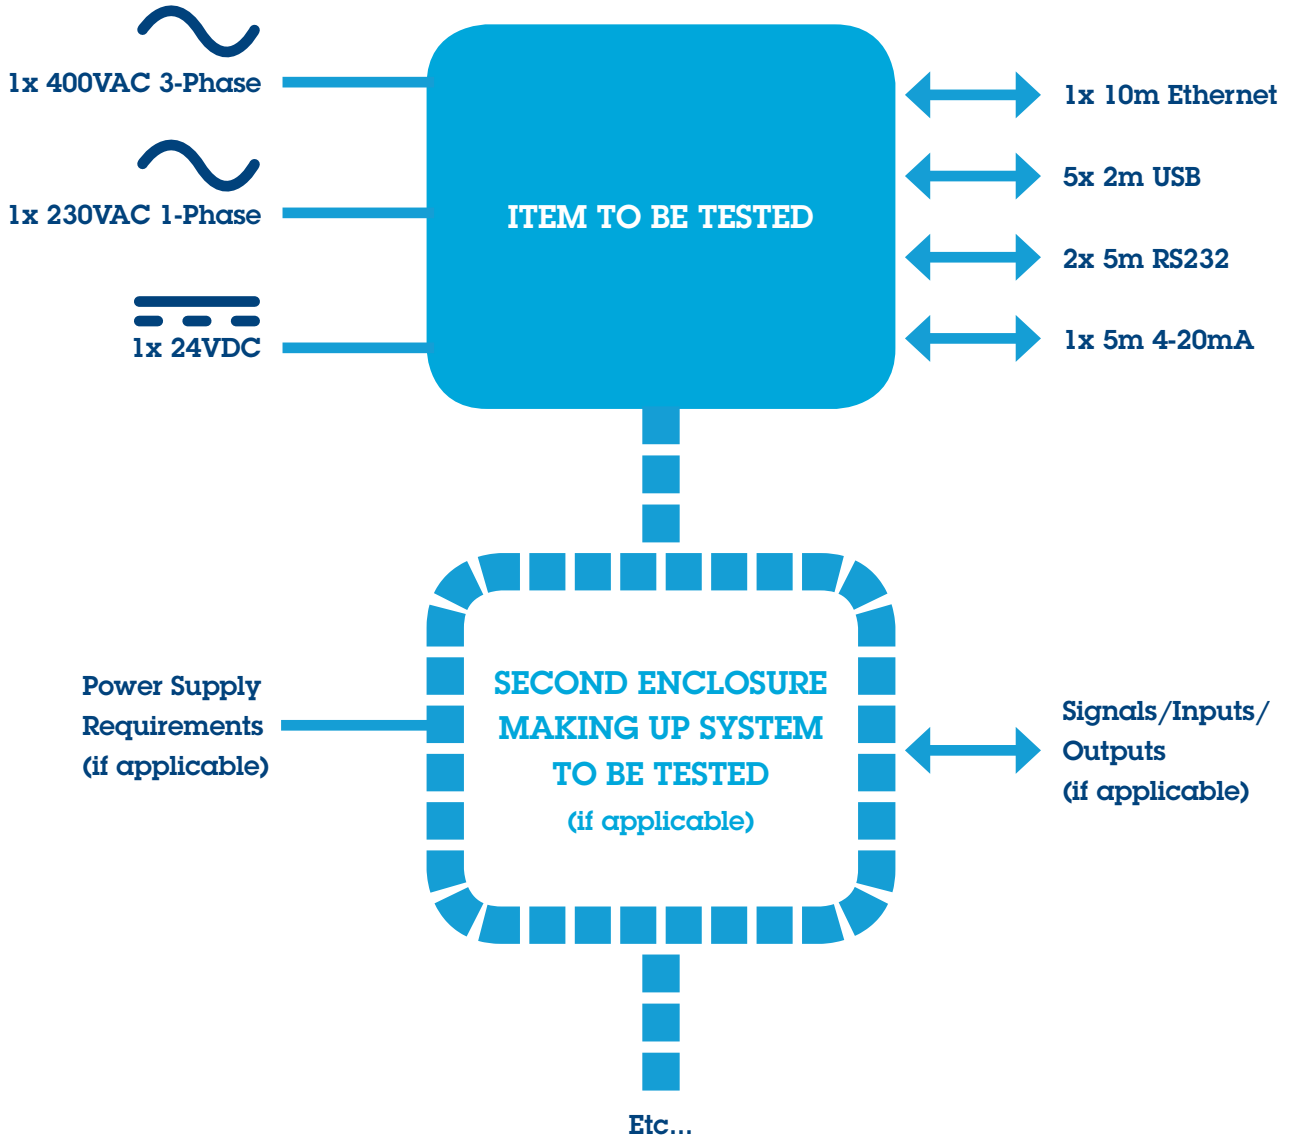 1x 400VAC 3-Phase
1x 230VAC 1-Phase
1x 24VDC
ITEM TO BE TESTED
1x 10m Ethernet
5x 2m USB
2x 5m RS232
1x 5m 4-20mA
Power Supply
Requirements
(if applicable)
SECOND ENCLOSURE
MAKING UP SYSTEM
TO BE TESTED
(if applicable)
Signals/Inputs/
Outputs
(if applicable)
Etc...